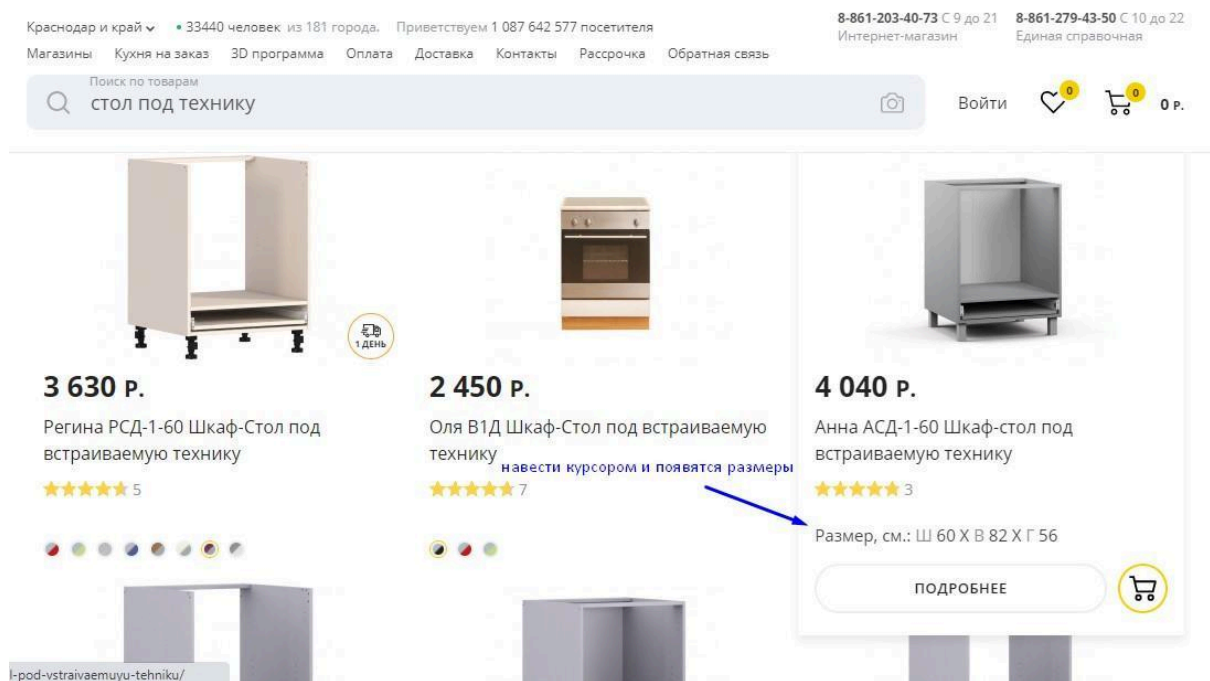 Краснодар и край • 33440 человек из 181 города. Приветствуем 1 087 642 577 посетителя
8-861-203-40-73 С 9 до 21 8-861-279-43-50 С 10 до 22
Интернет-магазин Единая справочная
Магазины Кухня на заказ 3D программа Оплата Доставка Контакты Рассрочка Обратная связь
Поиск по товарам
стол под технику
Войти 0 0 0 Р.
1 ДЕНЬ
3 630 Р. 2 450 Р. 4 040 Р.
Регина РСД-1-60 Шкаф-Стол под Оля В1Д Шкаф-Стол под встраиваемую Анна АСД-1-60 Шкаф-стол под
встраиваемую технику технику встраиваемую технику
навести курсором и появятся размеры
5 7 3
Размер, см.: Ш 60 X В 82 X Г 56
ПОДРОБНЕЕ
l-pod-vstraivaemuyu-tehniku/